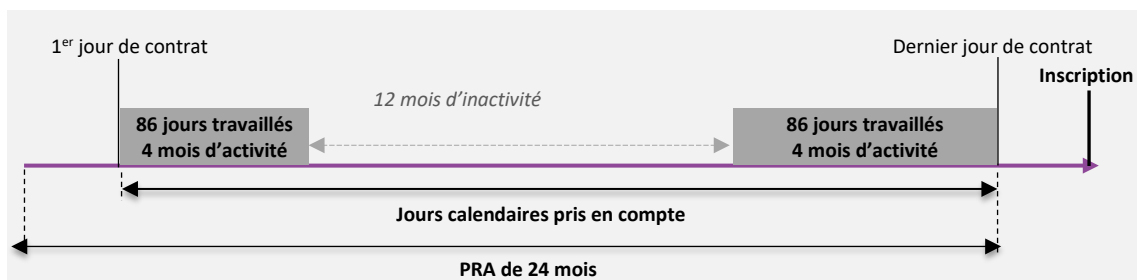 1er jour de contrat
Dernier jour de contrat
Inscription
12 mois d’inactivité
86 jours travaillés
4 mois d’activité
86 jours travaillés
4 mois d’activité
Jours calendaires pris en compte
PRA de 24 mois